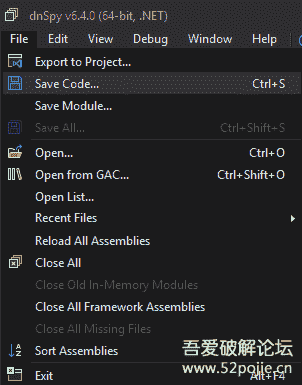 dnSpy v6.4.0 (64-bit, .NET)
File Edit View Debug Window Help
Export to Project...
Save Code... Ctrl+S
Save Module...
Save All... Ctrl+Shift+S
Open... Ctrl+O
Open from GAC... Ctrl+Shift+O
Open List...
Recent Files
Reload All Assemblies
Close All
Close Old In-Memory Modules
Close All Framework Assemblies
Close All Missing Files
Sort Assemblies
吾爱破解论坛
Exit Alt+F4
www.52pojie.cn